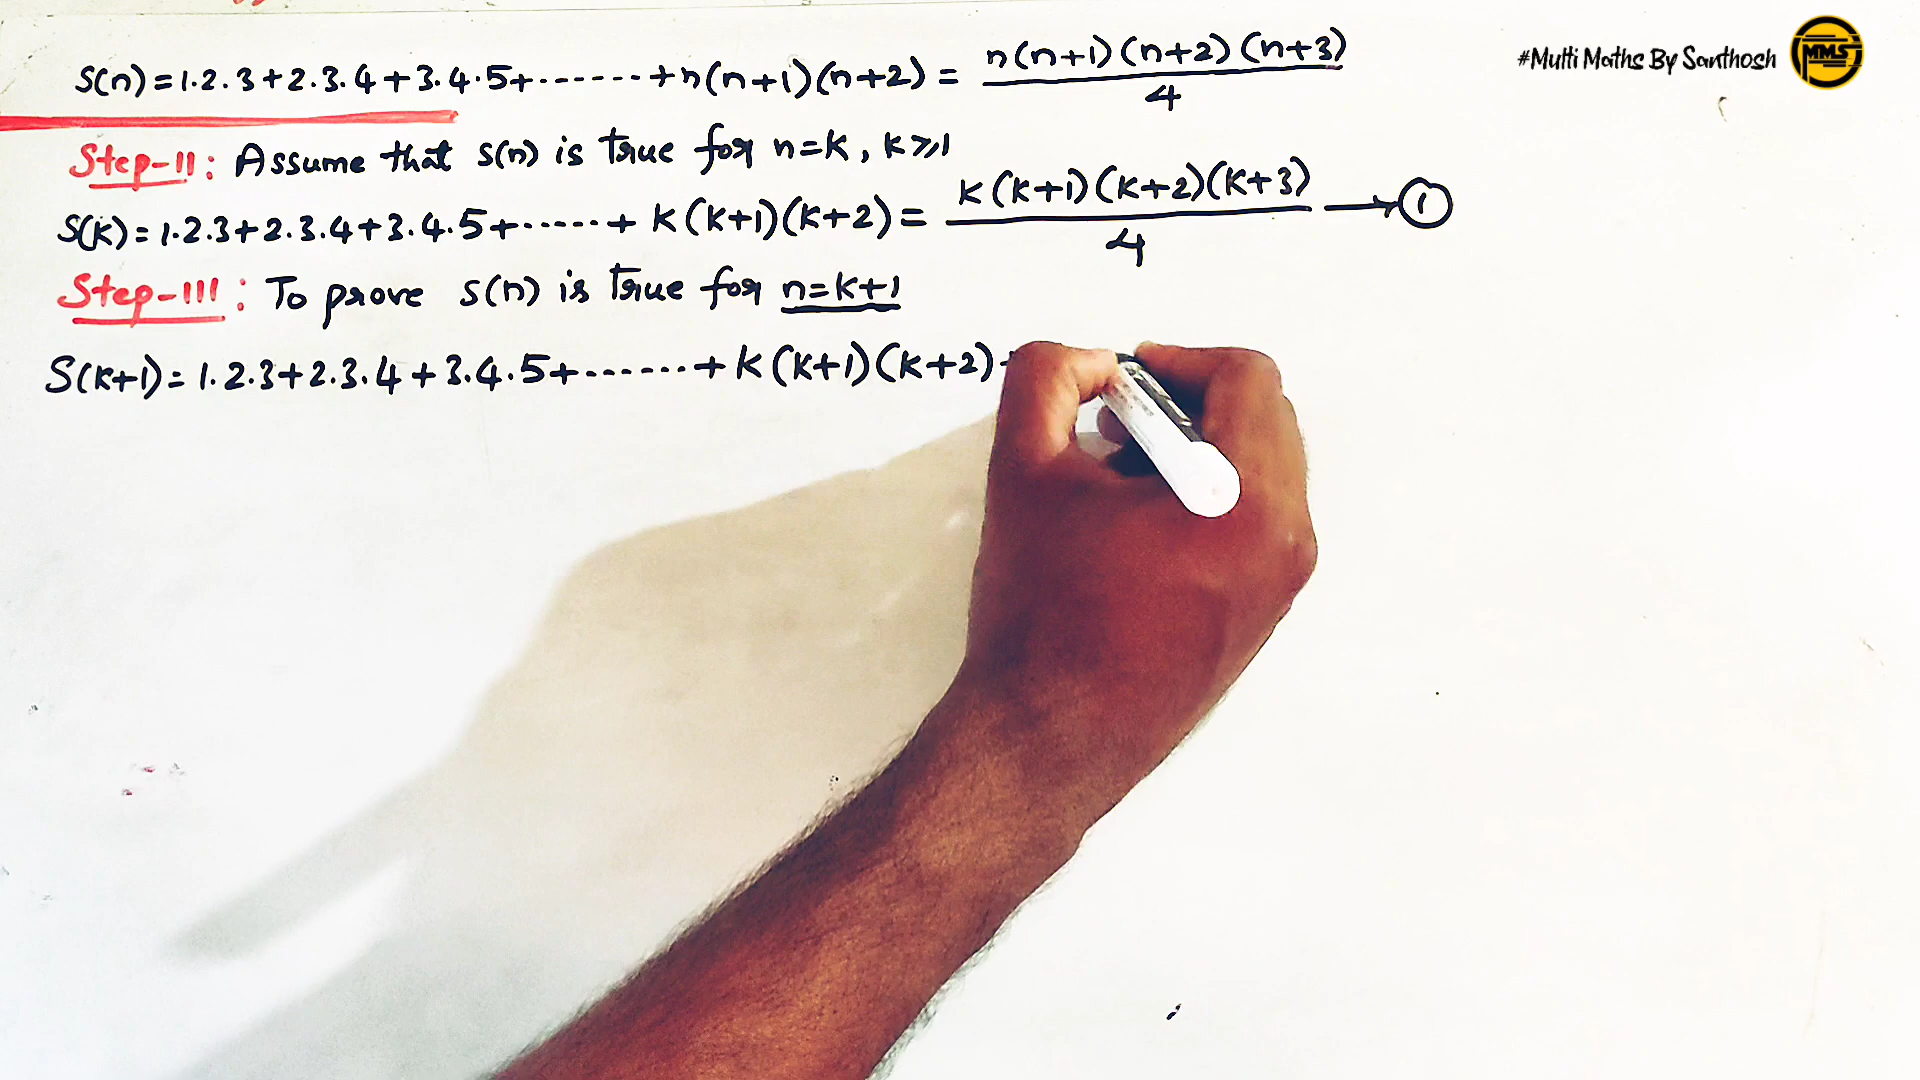 #Multi Maths By Santhosh
MMS
S(n)=1.2.3+2.3.4+3.4.5+.......+n(n+1)(n+2) = n(n+1)(n+2)(n+3)/4
Step-II: Assume that S(n) is true for n=k, k≥1
S(k)=1.2.3+2.3.4+3.4.5+......+ k(k+1)(k+2) = k(k+1)(k+2)(k+3)/4 → ①
Step-III: To prove S(n) is true for n=k+1
S(k+1)=1.2.3+2.3.4+3.4.5+.......+k(k+1)(k+2)+